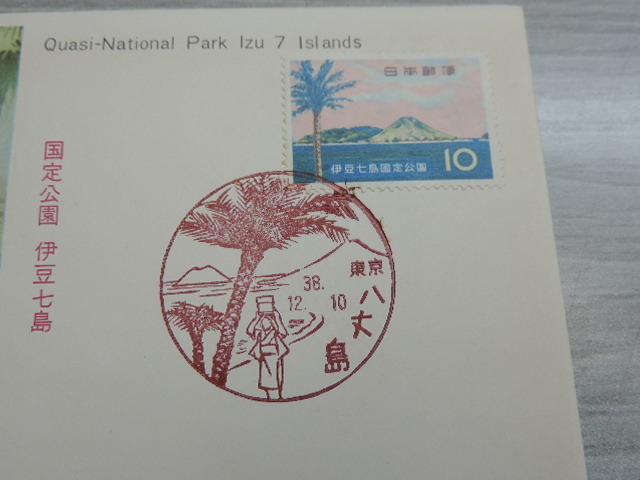 Quasi-National Park Izu 7 Islands
日本郵便
伊豆七島国定公園 10
国定公園 伊豆七島
東京
八丈島
38.
12. 10